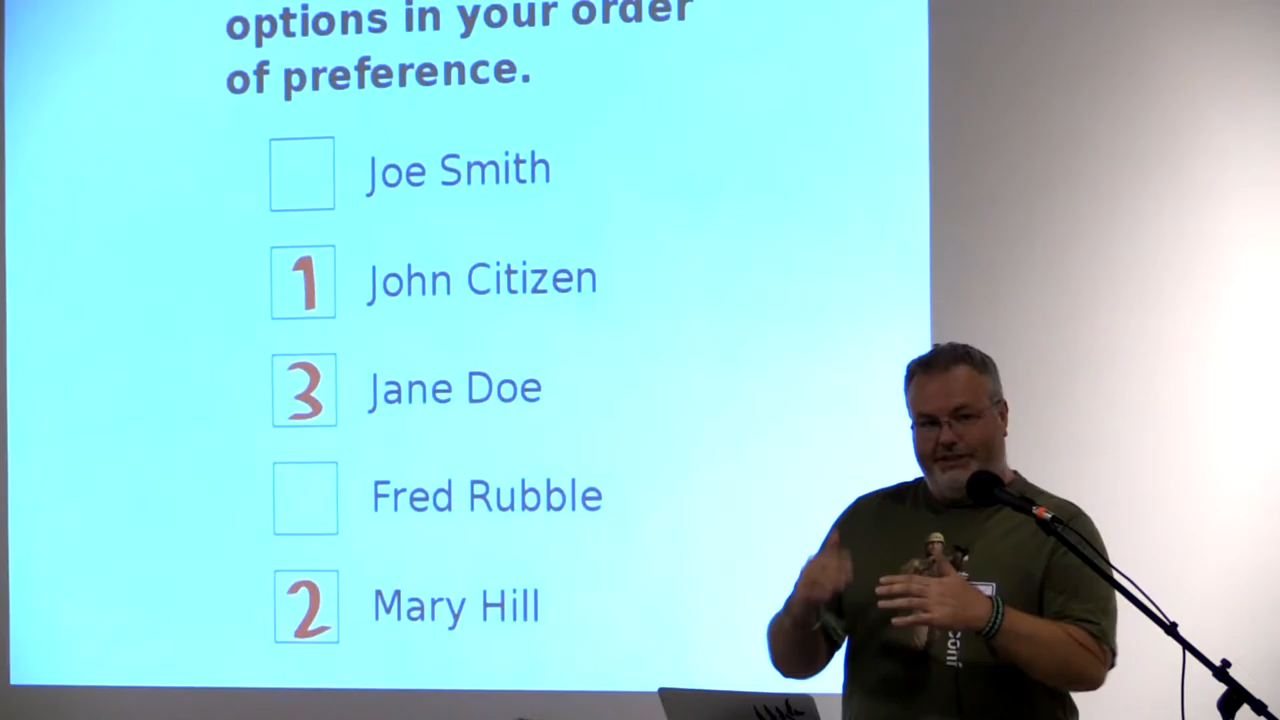 options in your order
of preference.
Joe Smith
1 John Citizen
3 Jane Doe
Fred Rubble
2 Mary Hill
conf